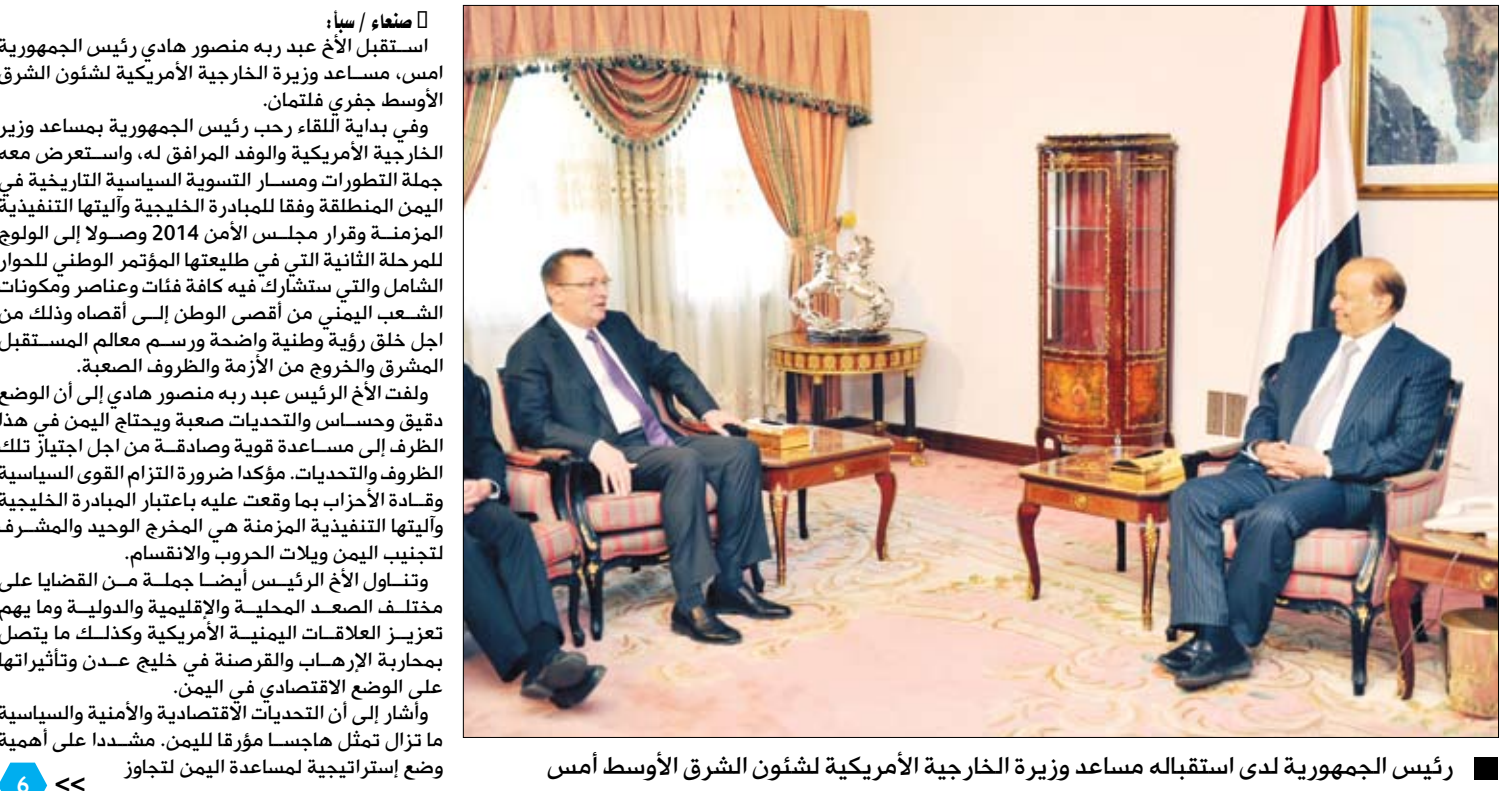 صنعاء / سبأ:
استقبل الأخ عبد ربه منصور هادي رئيس الجمهورية
امس، مساعد وزيرة الخارجية الأمريكية لشئون الشرق
الأوسط جفري فلتمان.
وفي بداية اللقاء رحب رئيس الجمهورية بمساعد وزير
الخارجية الأمريكية والوفد المرافق له، واستعرض معه
جملة التطورات ومسار التسوية السياسية التاريخية في
اليمن المنطلقة وفقا للمبادرة الخليجية وآليتها التنفيذية
المزمنة وقرار مجلس الأمن 2014 وصولا إلى الولوج
للمرحلة الثانية التي في طليعتها المؤتمر الوطني للحوار
الشامل والتي ستشارك فيه كافة فئات وعناصر ومكونات
الشعب اليمني من أقصى الوطن إلى أقصاه وذلك من
اجل خلق رؤية وطنية واضحة ورسم معالم المستقبل
المشرق والخروج من الأزمة والظروف الصعبة.
ولفت الأخ الرئيس عبد ربه منصور هادي إلى أن الوضع
دقيق وحساس والتحديات صعبة ويحتاج اليمن في هذا
الظرف إلى مساعدة قوية وصادقة من اجل اجتياز تلك
الظروف والتحديات. مؤكدا ضرورة التزام القوى السياسية
وقادة الأحزاب بما وقعت عليه باعتبار المبادرة الخليجية
وآليتها التنفيذية المزمنة هي المخرج الوحيد والمشرف
لتجنيب اليمن ويلات الحروب والانقسام.
وتناول الأخ الرئيس أيضا جملة من القضايا على
مختلف الصعد المحلية والإقليمية والدولية وما يهم
تعزيز العلاقات اليمنية الأمريكية وكذلك ما يتصل
بمحاربة الإرهاب والقرصنة في خليج عدن وتأثيراتها
على الوضع الاقتصادي في اليمن.
وأشار إلى أن التحديات الاقتصادية والأمنية والسياسية
ما تزال تمثل هاجسا مؤرقا لليمن. مشددا على أهمية
وضع إستراتيجية لمساعدة اليمن لتجاوز
>> 6
رئيس الجمهورية لدى استقباله مساعد وزيرة الخارجية الأمريكية لشئون الشرق الأوسط أمس